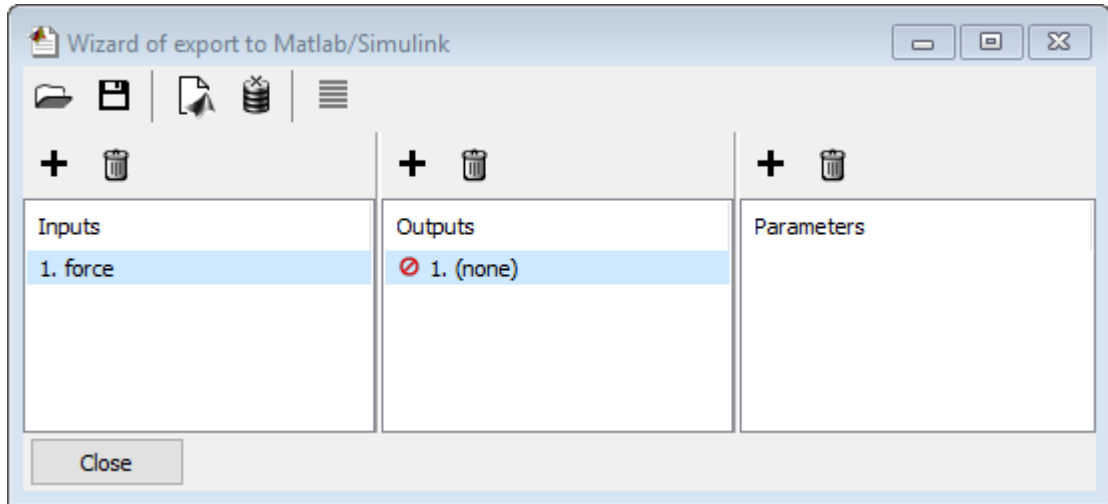 Wizard of export to Matlab/Simulink
Inputs
1. force
Outputs
1. (none)
Parameters
Close